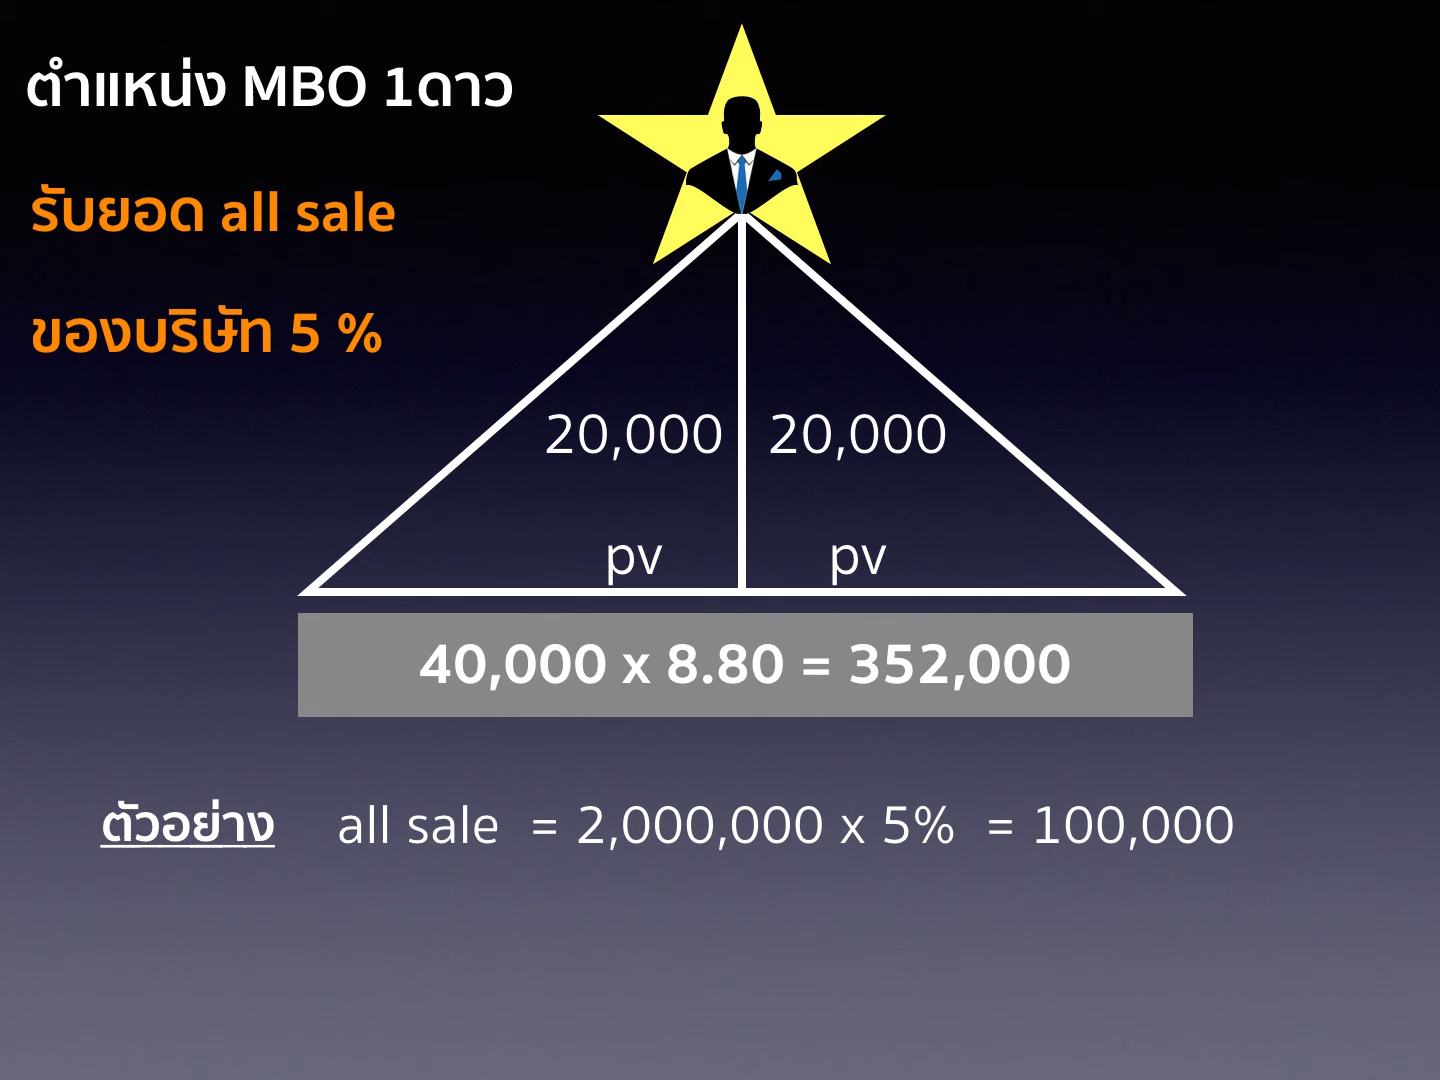 ตำแหน่ง MBO 1ดาว
รับยอด all sale
ของบริษัท 5 %
20,000 20,000
pv pv
40,000 x 8.80 = 352,000
ตัวอย่าง all sale = 2,000,000 x 5% = 100,000